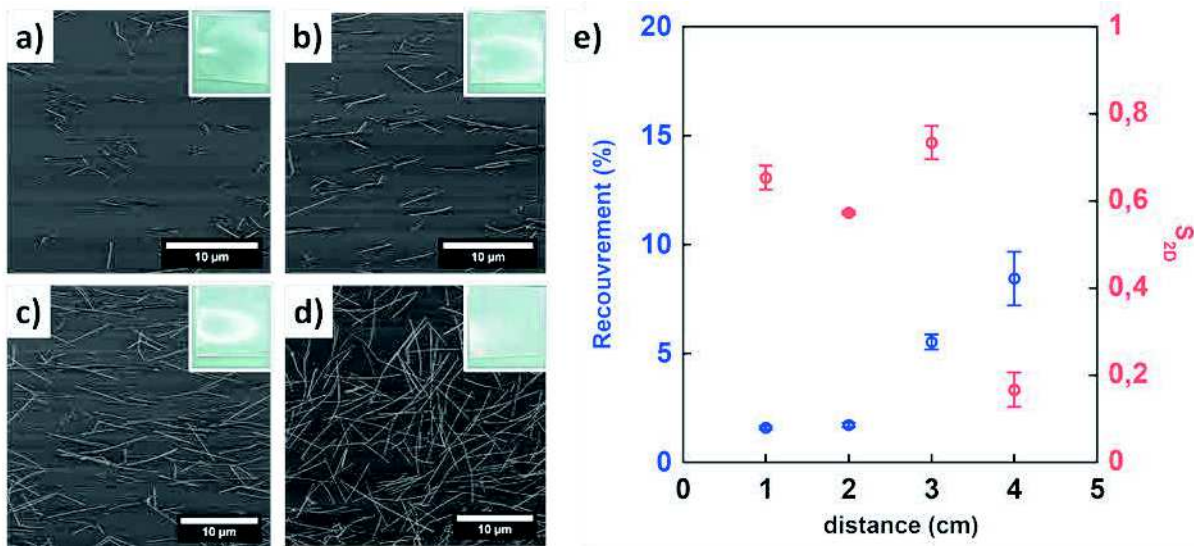 a)
10 µm
b)
10 µm
c)
10 µm
d)
10 µm
e)
20
15
10
5
0
Recouvrement (%)
1
0,8
0,6
0,4
0,2
0
S2D
0 1 2 3 4 5
distance (cm)